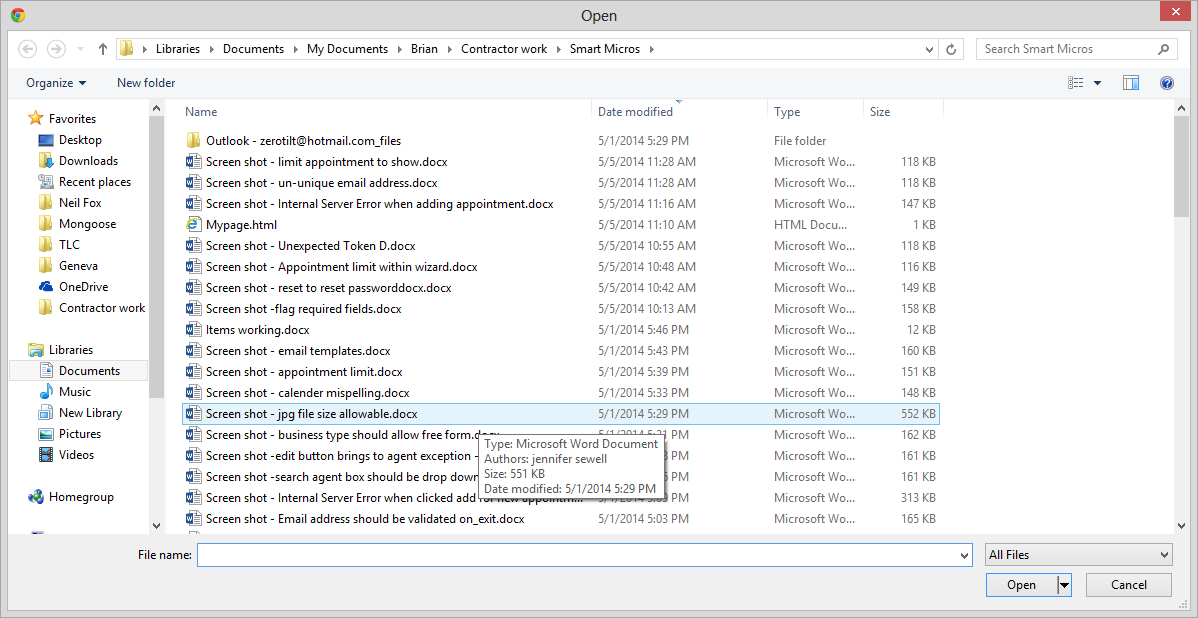 Open
Libraries Documents My Documents Brian Contractor work Smart Micros Search Smart Micros
Organize New folder
Favorites
Desktop
Downloads
Recent places
Neil Fox
Mongoose
TLC
Geneva
OneDrive
Contractor work
Libraries
Documents
Music
New Library
Pictures
Videos
Homegroup
Name Date modified Type Size
Outlook - zerotilt@hotmail.com_files 5/1/2014 5:29 PM File folder
Screen shot - limit appointment to show.docx 5/5/2014 11:28 AM Microsoft Wo... 118 KB
Screen shot - un-unique email address.docx 5/5/2014 11:28 AM Microsoft Wo... 118 KB
Screen shot - Internal Server Error when adding appointment.docx 5/5/2014 11:16 AM Microsoft Wo... 147 KB
Mypage.html 5/5/2014 11:10 AM HTML Docu... 1 KB
Screen shot - Unexpected Token D.docx 5/5/2014 10:55 AM Microsoft Wo... 118 KB
Screen shot - Appointment limit within wizard.docx 5/5/2014 10:48 AM Microsoft Wo... 116 KB
Screen shot - reset to reset passworddocx.docx 5/5/2014 10:42 AM Microsoft Wo... 149 KB
Screen shot -flag required fields.docx 5/5/2014 10:13 AM Microsoft Wo... 158 KB
Items working.docx 5/1/2014 5:46 PM Microsoft Wo... 12 KB
Screen shot - email templates.docx 5/1/2014 5:43 PM Microsoft Wo... 160 KB
Screen shot - appointment limit.docx 5/1/2014 5:39 PM Microsoft Wo... 151 KB
Screen shot - calender mispelling.docx 5/1/2014 5:33 PM Microsoft Wo... 148 KB
Screen shot - jpg file size allowable.docx 5/1/2014 5:29 PM Microsoft Wo... 552 KB
Screen shot - business type should allow free form. PM Microsoft Wo... 162 KB
Screen shot -edit button brings to agent exception - PM Microsoft Wo... 161 KB
Screen shot -search agent box should be drop down PM Microsoft Wo... 161 KB
Screen shot - Internal Server Error when clicked add for new appointm... PM Microsoft Wo... 313 KB
Screen shot - Email address should be validated on_exit.docx 5/1/2014 5:03 PM Microsoft Wo... 165 KB
Type: Microsoft Word Document
Authors: jennifer sewell
Size: 551 KB
Date modified: 5/1/2014 5:29 PM
File name: All Files
Open Cancel